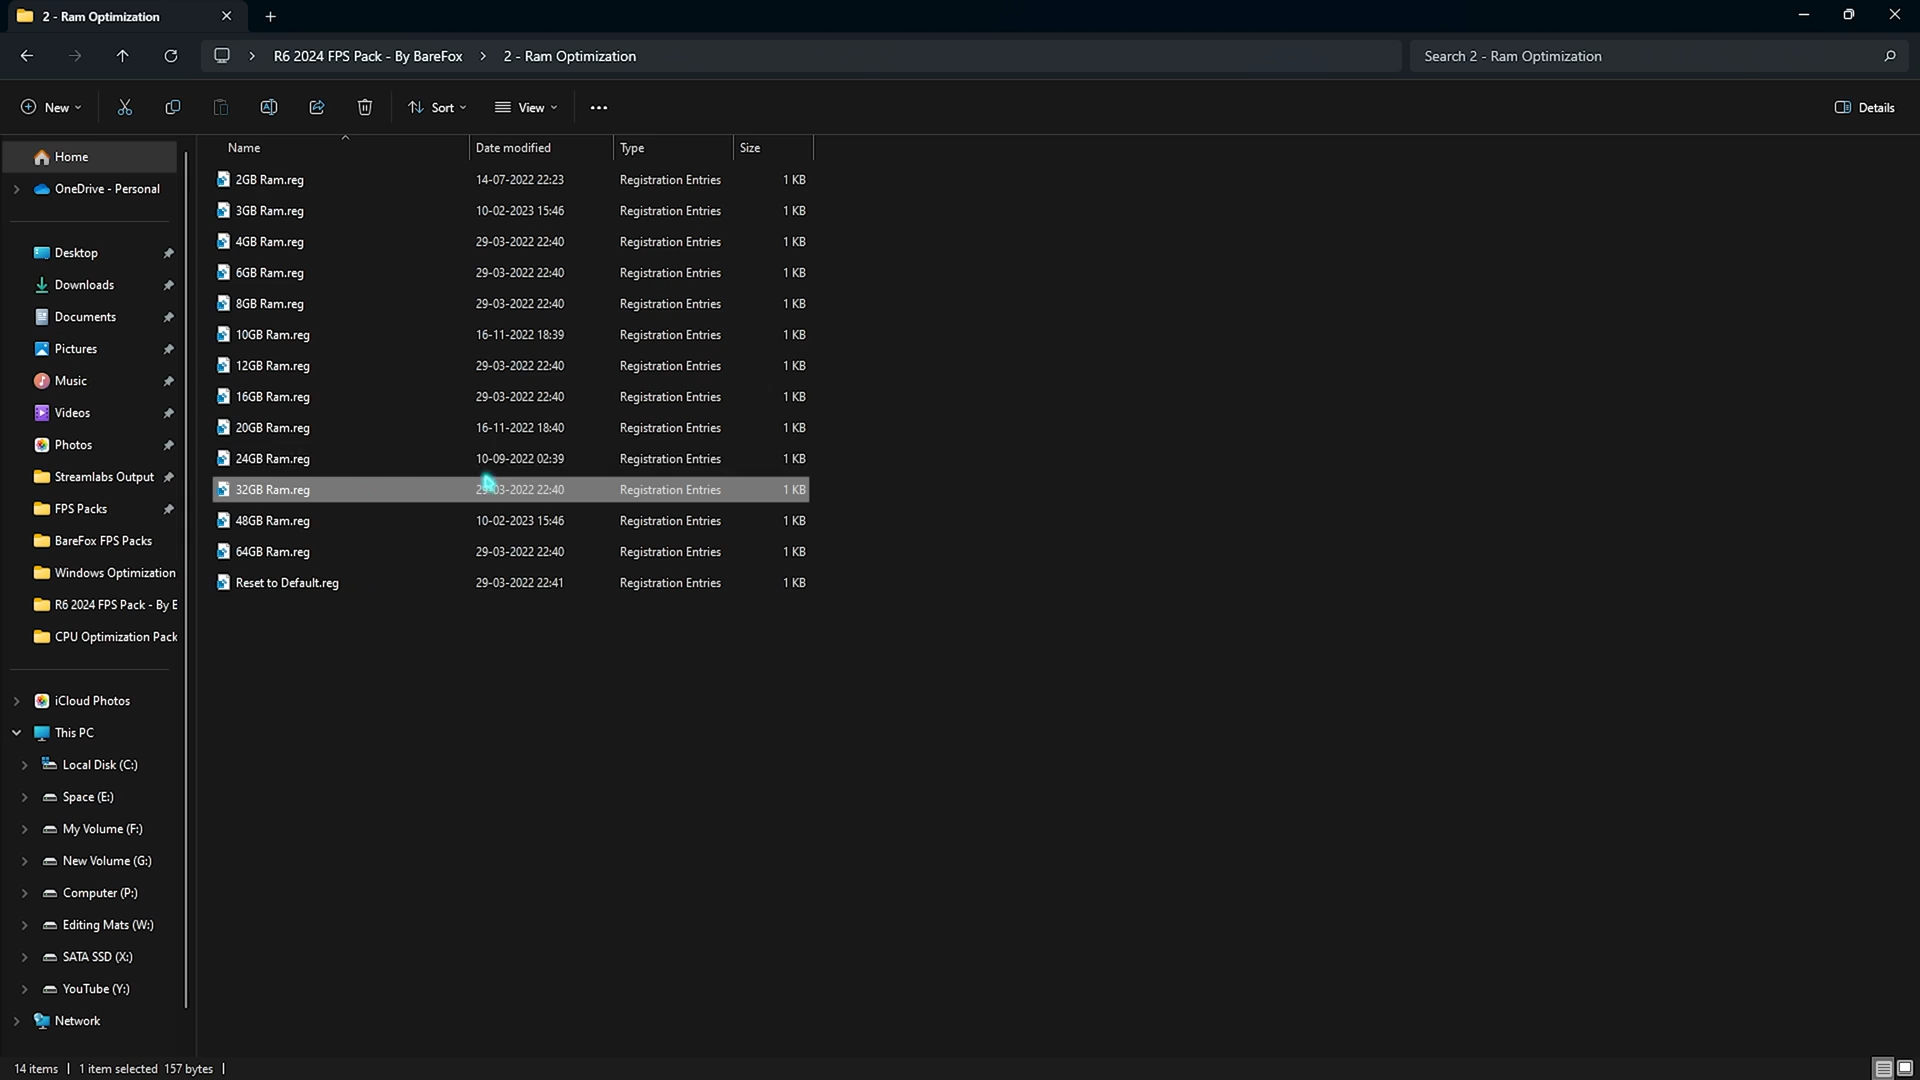 2 - Ram Optimization
R6 2024 FPS Pack - By BareFox > 2 - Ram Optimization
Search 2 - Ram Optimization
New
Sort
View
Details
Name Date modified Type Size
Home
OneDrive - Personal
Desktop
Downloads
Documents
Pictures
Music
Videos
Photos
Streamlabs Output
FPS Packs
BareFox FPS Packs
Windows Optimization
R6 2024 FPS Pack - By E
CPU Optimization Pack
iCloud Photos
This PC
Local Disk (C:)
Space (E:)
My Volume (F:)
New Volume (G:)
Computer (P:)
Editing Mats (W:)
SATA SSD (X:)
YouTube (Y:)
Network
2GB Ram.reg 14-07-2022 22:23 Registration Entries 1 KB
3GB Ram.reg 10-02-2023 15:46 Registration Entries 1 KB
4GB Ram.reg 29-03-2022 22:40 Registration Entries 1 KB
6GB Ram.reg 29-03-2022 22:40 Registration Entries 1 KB
8GB Ram.reg 29-03-2022 22:40 Registration Entries 1 KB
10GB Ram.reg 16-11-2022 18:39 Registration Entries 1 KB
12GB Ram.reg 29-03-2022 22:40 Registration Entries 1 KB
16GB Ram.reg 29-03-2022 22:40 Registration Entries 1 KB
20GB Ram.reg 16-11-2022 18:40 Registration Entries 1 KB
24GB Ram.reg 10-09-2022 02:39 Registration Entries 1 KB
32GB Ram.reg 29-03-2022 22:40 Registration Entries 1 KB
48GB Ram.reg 10-02-2023 15:46 Registration Entries 1 KB
64GB Ram.reg 29-03-2022 22:40 Registration Entries 1 KB
Reset to Default.reg 29-03-2022 22:41 Registration Entries 1 KB
14 items | 1 item selected 157 bytes |